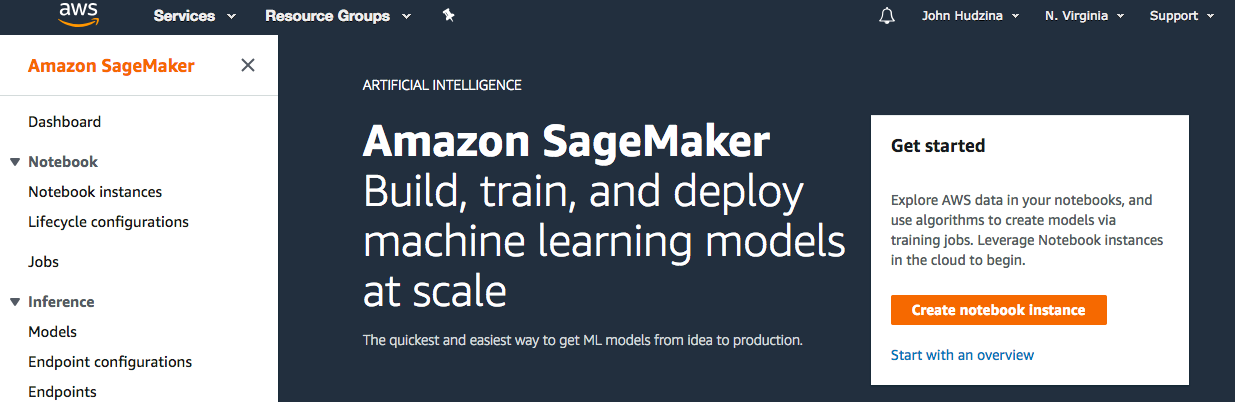 aws Services Resource Groups John Hudzina N. Virginia Support
Amazon SageMaker
Dashboard
Notebook
Notebook instances
Lifecycle configurations
Jobs
Inference
Models
Endpoint configurations
Endpoints
ARTIFICIAL INTELLIGENCE
Amazon SageMaker
Build, train, and deploy
machine learning models
at scale
The quickest and easiest way to get ML models from idea to production.
Get started
Explore AWS data in your notebooks, and
use algorithms to create models via
training jobs. Leverage Notebook instances
in the cloud to begin.
Create notebook instance
Start with an overview